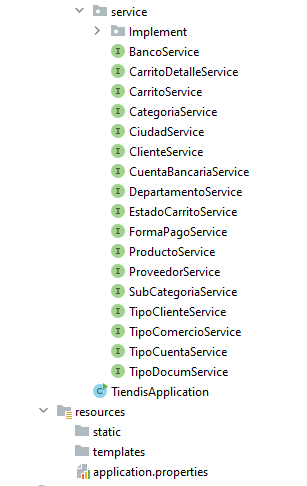 service
Implement
BancoService
CarritoDetalleService
CarritoService
CategoriaService
CiudadService
ClienteService
CuentaBancariaService
DepartamentoService
EstadoCarritoService
FormaPagoService
ProductoService
ProveedorService
SubCategoriaService
TipoClienteService
TipoComercioService
TipoCuentaService
TipoDocumService
TiendisApplication
resources
static
templates
application.properties